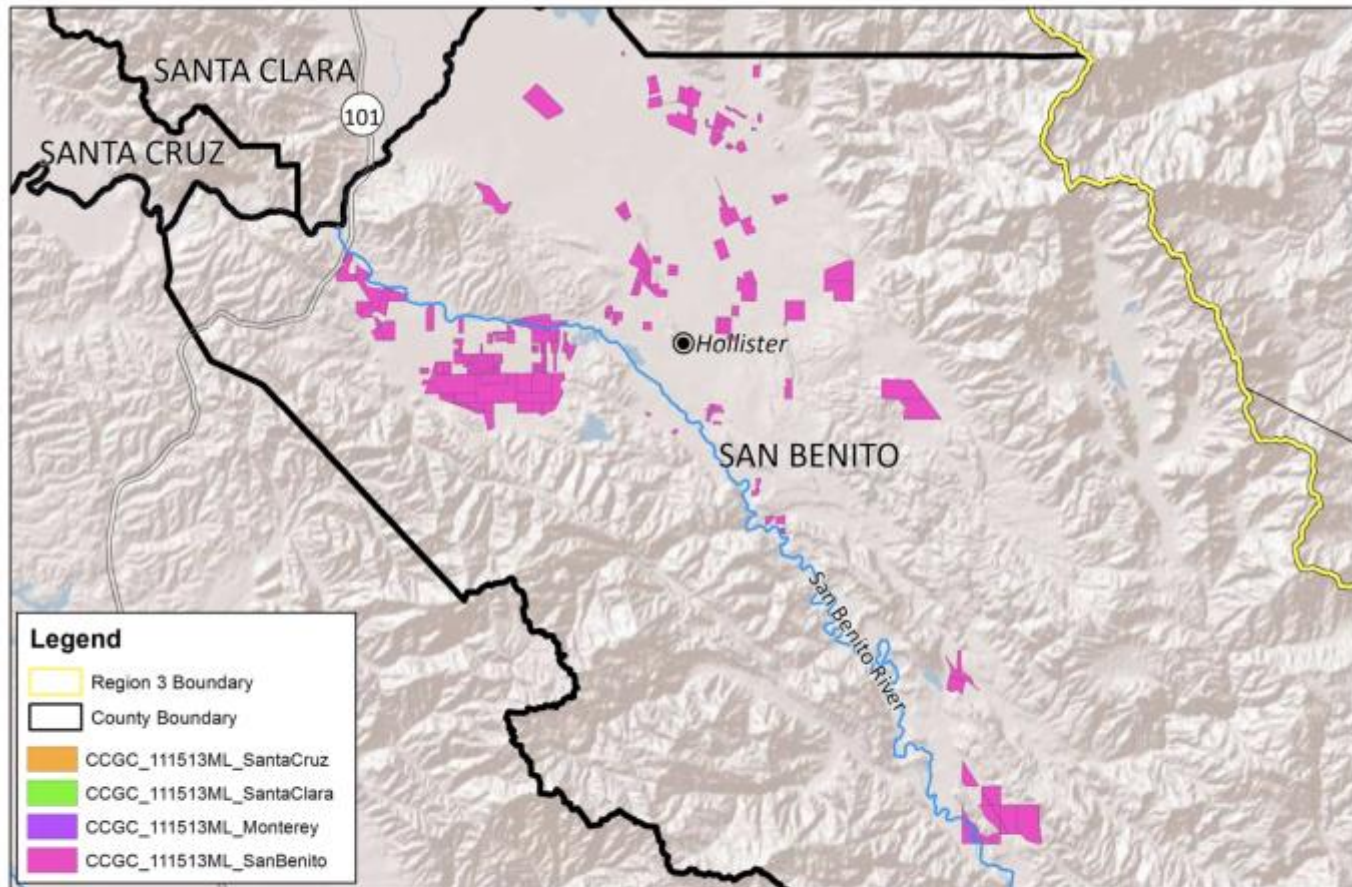 SANTA CLARA
101
SANTA CRUZ
Hollister
SAN BENITO
San Benito River
Legend
Region 3 Boundary
County Boundary
CCGC_111513ML_SantaCruz
CCGC_111513ML_SantaClara
CCGC_111513ML_Monterey
CCGC_111513ML_SanBenito